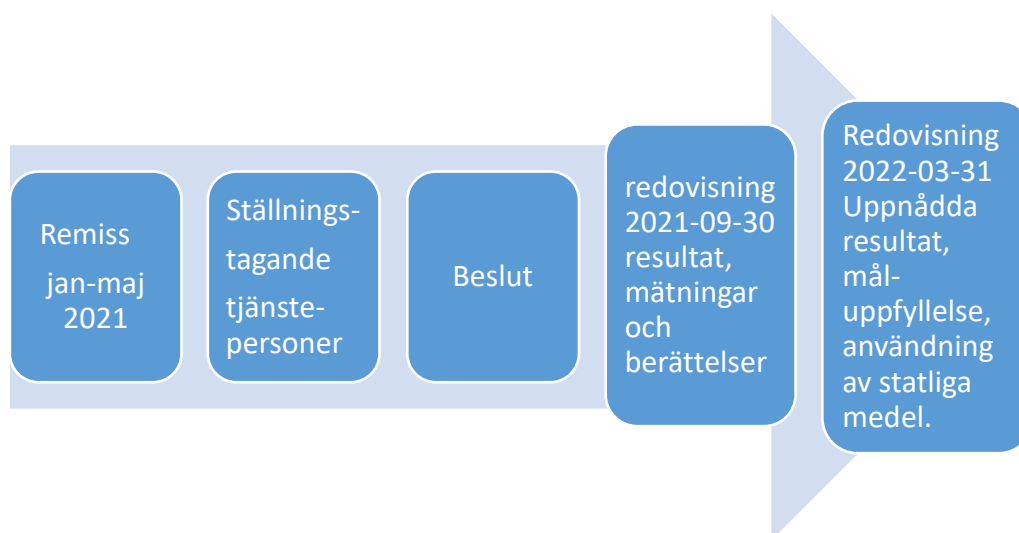 Remiss
jan-maj
2021
Ställnings-
tagande
tjänste-
personer
Beslut
redovisning
2021-09-30
resultat,
mätningar
och
berättelser
Redovisning
2022-03-31
Uppnådda
resultat,
mål-
uppfyllelse,
användning
av statliga
medel.